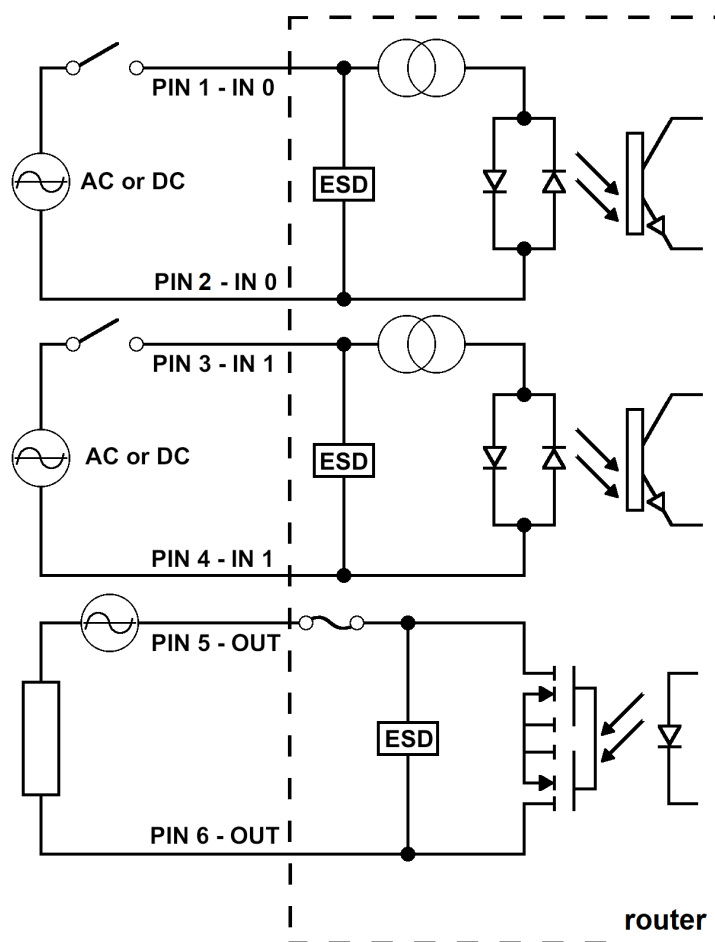 PIN 1 - IN 0
AC or DC
ESD
PIN 2 - IN 0
PIN 3 - IN 1
AC or DC
ESD
PIN 4 - IN 1
PIN 5 - OUT
ESD
PIN 6 - OUT
router